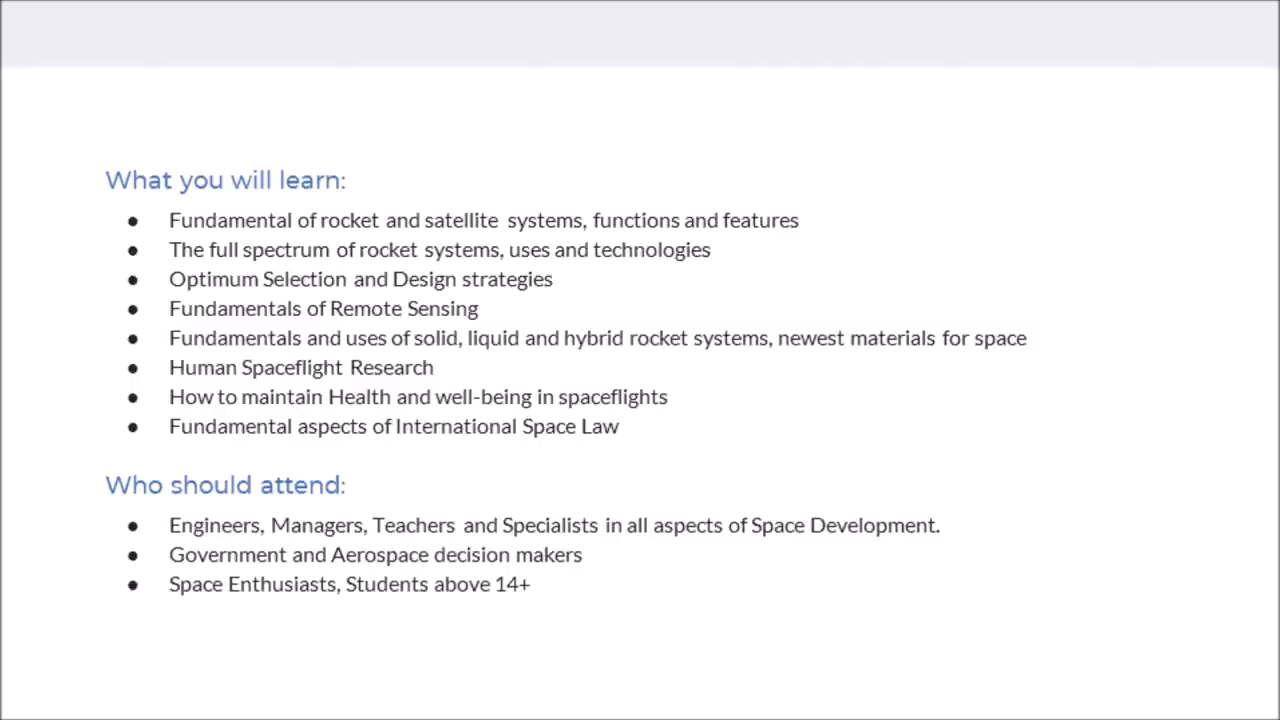 What you will learn:
● Fundamental of rocket and satellite systems, functions and features
● The full spectrum of rocket systems, uses and technologies
● Optimum Selection and Design strategies
● Fundamentals of Remote Sensing
● Fundamentals and uses of solid, liquid and hybrid rocket systems, newest materials for space
● Human Spaceflight Research
● How to maintain Health and well-being in spaceflights
● Fundamental aspects of International Space Law
Who should attend:
● Engineers, Managers, Teachers and Specialists in all aspects of Space Development.
● Government and Aerospace decision makers
● Space Enthusiasts, Students above 14+